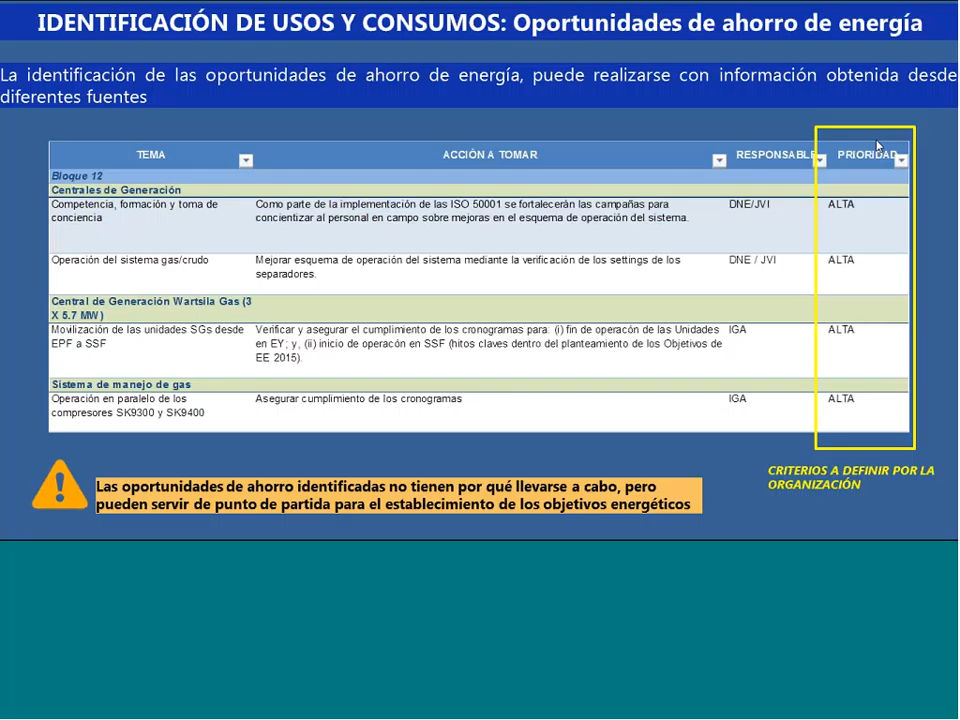 IDENTIFICACIÓN DE USOS Y CONSUMOS: Oportunidades de ahorro de energía
La identificación de las oportunidades de ahorro de energía, puede realizarse con información obtenida desde
diferentes fuentes
TEMA ACCIÓN A TOMAR RESPONSABLE PRIORIDAD
Bloque 12
Centrales de Generación
Competencia, formación y toma de Como parte de la implementación de las ISO 50001 se fortalecerán las campañas para DNE/JVI ALTA
conciencia concientizar al personal en campo sobre mejoras en el esquema de operación del sistema.
Operación del sistema gas/crudo Mejorar esquema de operación del sistema mediante la verificación de los settings de los DNE / JVI ALTA
separadores.
Central de Generación Wartsila Gas (3
X 5.7 MW)
Movilización de las unidades SGs desde Verificar y asegurar el cumplimiento de los cronogramas para: (i) fin de operacón de las Unidades IGA ALTA
EPF a SSF en EY; y, (ii) inicio de operacón en SSF (hitos claves dentro del planteamiento de los Objetivos de
EE 2015).
Sistema de manejo de gas
Operación en paralelo de los Asegurar cumplimiento de los cronogramas IGA ALTA
compresores SK9300 y SK9400
CRITERIOS A DEFINIR POR LA
ORGANIZACIÓN
Las oportunidades de ahorro identificadas no tienen por qué llevarse a cabo, pero
pueden servir de punto de partida para el establecimiento de los objetivos energéticos